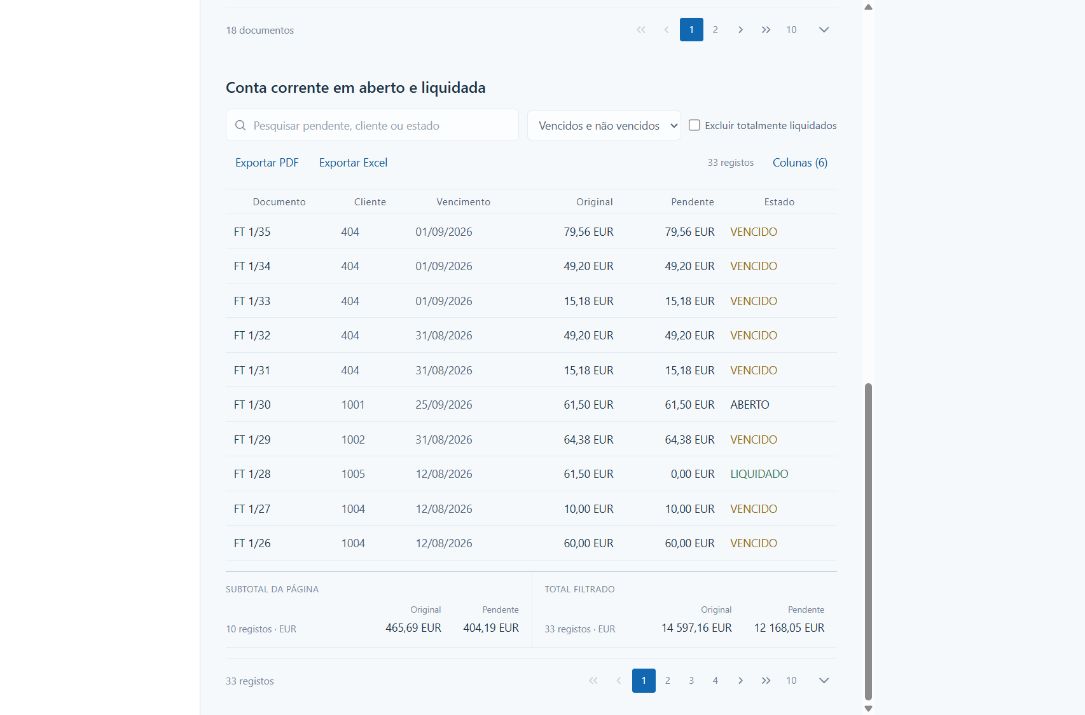 18 documentos 1 2 10
Conta corrente em aberto e liquidada
Pesquisar pendente, cliente ou estado Vencidos e não vencidos Excluir totalmente liquidados
Exportar PDF Exportar Excel 33 registos Colunas (6)
Documento Cliente Vencimento Original Pendente Estado
FT 1/35 404 01/09/2026 79,56 EUR 79,56 EUR VENCIDO
FT 1/34 404 01/09/2026 49,20 EUR 49,20 EUR VENCIDO
FT 1/33 404 01/09/2026 15,18 EUR 15,18 EUR VENCIDO
FT 1/32 404 31/08/2026 49,20 EUR 49,20 EUR VENCIDO
FT 1/31 404 31/08/2026 15,18 EUR 15,18 EUR VENCIDO
FT 1/30 1001 25/09/2026 61,50 EUR 61,50 EUR ABERTO
FT 1/29 1002 31/08/2026 64,38 EUR 64,38 EUR VENCIDO
FT 1/28 1005 12/08/2026 61,50 EUR 0,00 EUR LIQUIDADO
FT 1/27 1004 12/08/2026 10,00 EUR 10,00 EUR VENCIDO
FT 1/26 1004 12/08/2026 60,00 EUR 60,00 EUR VENCIDO
SUBTOTAL DA PÁGINA TOTAL FILTRADO
Original Pendente Original Pendente
10 registos · EUR 465,69 EUR 404,19 EUR 33 registos · EUR 14 597,16 EUR 12 168,05 EUR
33 registos 1 2 3 4 10